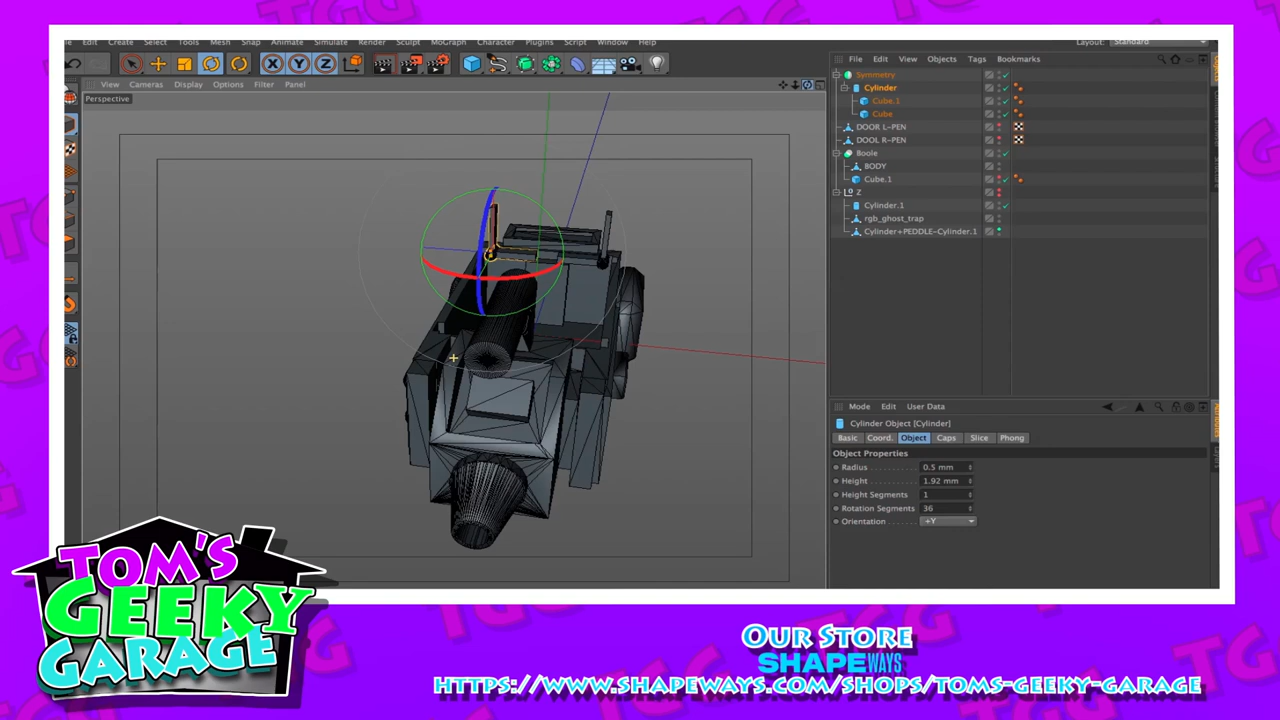 Edit Create Select Tools Mesh Snap Animate Simulate Render Sculpt MoGraph Character Plugins Script Window Help
Layout: Standard
X Y Z
File Edit View Objects Tags Bookmarks
View Cameras Display Options Filter Panel
Perspective
Symmetry
Cylinder
Cube.1
Cube
DOOR L-PEN
DOOL R-PEN
Boole
BODY
Cube.1
Z
Cylinder.1
rgb_ghost_trap
Cylinder+PEDDLE-Cylinder.1
Mode Edit User Data
Cylinder Object [Cylinder]
Basic Coord. Object Caps Slice Phong
Object Properties
Radius 0.5 mm
Height 1.92 mm
Height Segments 1
Rotation Segments 36
Orientation +Y
TOM'S
GEEKY
GARAGE
OUR STORE
SHAPEWAYS
HTTPS://WWW.SHAPEWAYS.COM/SHOPS/TOMS-GEEKY-GARAGE